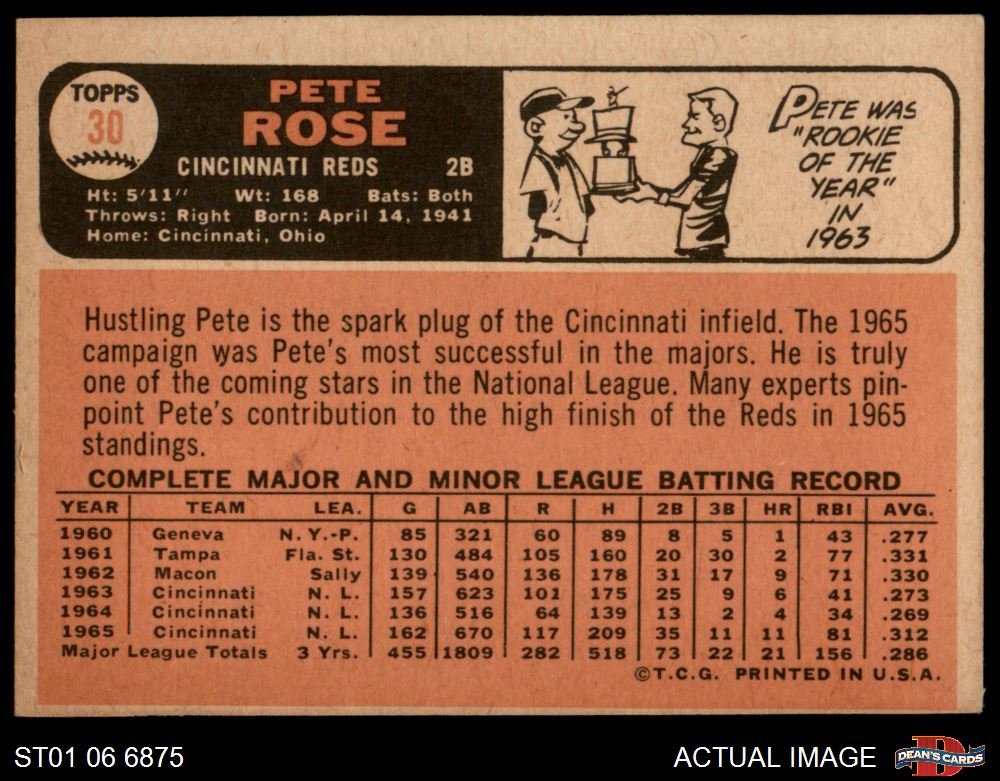 TOPPS
30
PETE
ROSE
CINCINNATI REDS 2B
Ht: 5'11" Wt: 168 Bats: Both
Throws: Right Born: April 14, 1941
Home: Cincinnati, Ohio
PETE WAS
"ROOKIE
OF THE
YEAR"
IN
1963
Hustling Pete is the spark plug of the Cincinnati infield. The 1965
campaign was Pete's most successful in the majors. He is truly
one of the coming stars in the National League. Many experts pin-
point Pete's contribution to the high finish of the Reds in 1965
standings.
COMPLETE MAJOR AND MINOR LEAGUE BATTING RECORD
YEAR TEAM LEA. G AB R H 2B 3B HR RBI AVG.
1960 Geneva N.Y.-P. 85 321 60 89 8 5 1 43 .277
1961 Tampa Fla. St. 130 484 105 160 20 30 2 77 .331
1962 Macon Sally 139 540 136 178 31 17 9 71 .330
1963 Cincinnati N. L. 157 623 101 175 25 9 6 41 .273
1964 Cincinnati N. L. 136 516 64 139 13 2 4 34 .269
1965 Cincinnati N. L. 162 670 117 209 35 11 11 81 .312
Major League Totals 3 Yrs. 455 1809 282 518 73 22 21 156 .286
©T.C.G. PRINTED IN U.S.A.
ST01 06 6875
ACTUAL IMAGE
DEAN'S CARDS